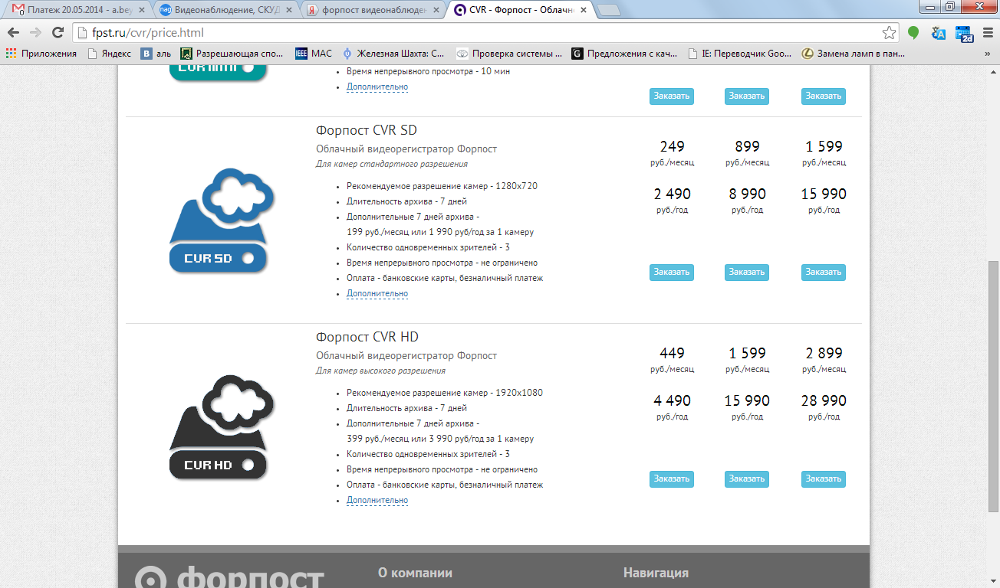 Платеж 20.05.2014 - a.bey
Видеонаблюдение, СКУД
форпост видеонаблюден
CVR - Форпост - Облачн
fpst.ru/cvr/price.html
Приложения
Яндекс
аль
Разрешающая спо...
IEEE MAC
Железная Шахта: С...
Проверка системы ...
Предложения с кач...
IE: Переводчик Goo...
Замена ламп в пан...
»
CVR MINI
Время непрерывного просмотра - 10 мин
Дополнительно
Заказать Заказать Заказать
Форпост CVR SD
Облачный видеорегистратор Форпост
Для камер стандартного разрешения
CVR SD
Рекомендуемое разрешение камер - 1280x720
Длительность архива - 7 дней
Дополнительные 7 дней архива -
199 руб./месяц или 1 990 руб/год за 1 камеру
Количество одновременных зрителей - 3
Время непрерывного просмотра - не ограничено
Оплата - банковские карты, безналичный платеж
Дополнительно
249 899 1 599
руб./месяц руб./месяц руб./месяц
2 490 8 990 15 990
руб./год руб./год руб./год
Заказать Заказать Заказать
Форпост CVR HD
Облачный видеорегистратор Форпост
Для камер высокого разрешения
CVR HD
Рекомендуемое разрешение камер - 1920x1080
Длительность архива - 7 дней
Дополнительные 7 дней архива -
399 руб./месяц или 3 990 руб/год за 1 камеру
Количество одновременных зрителей - 3
Время непрерывного просмотра - не ограничено
Оплата - банковские карты, безналичный платеж
Дополнительно
449 1 599 2 899
руб./месяц руб./месяц руб./месяц
4 490 15 990 28 990
руб./год руб./год руб./год
Заказать Заказать Заказать
форпост
О компании
Навигация